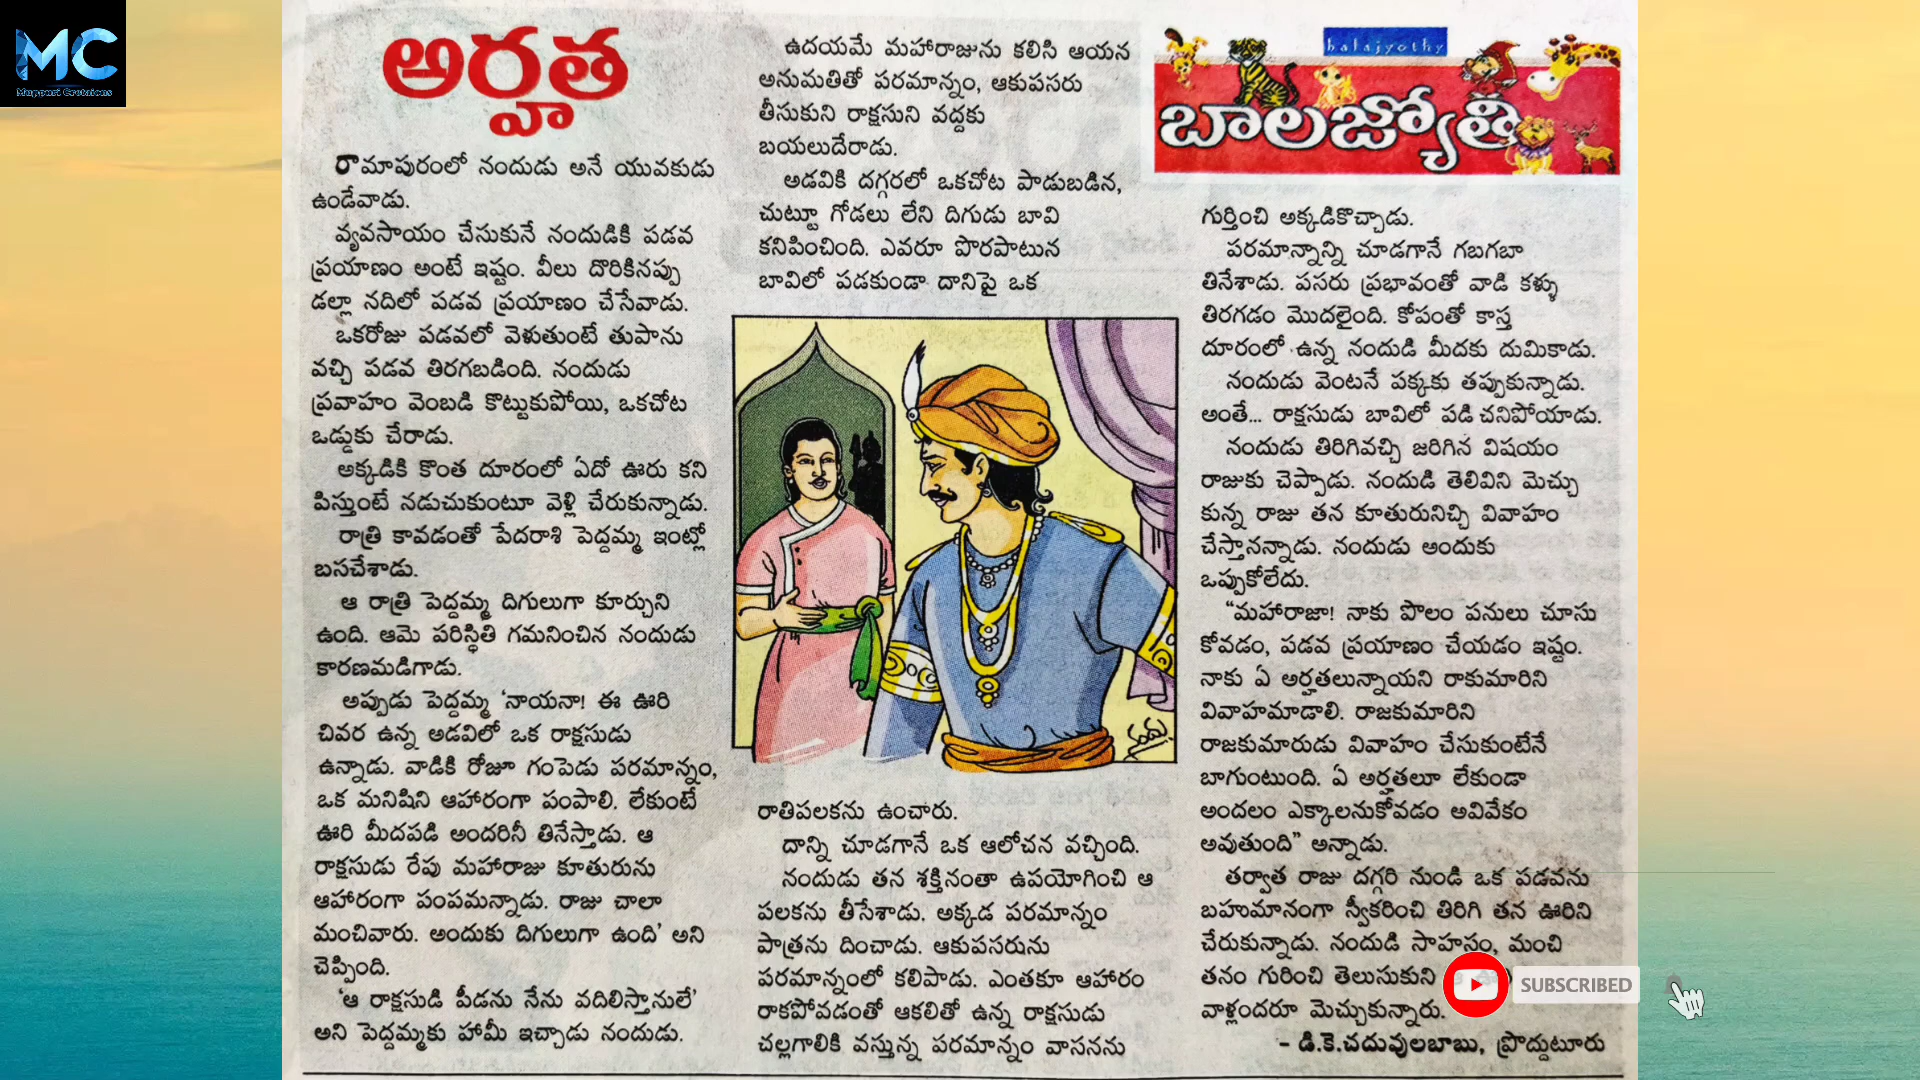 MC
Muppuri Creations
అర్హత
balajyothy
బాలజ్యోతి
రామాపురంలో నందుడు అనే యువకుడు
ఉండేవాడు.
వ్యవసాయం చేసుకునే నందుడికి పడవ
ప్రయాణం అంటే ఇష్టం. వీలు దొరికినప్పు
డల్లా నదిలో పడవ ప్రయాణం చేసేవాడు.
ఒకరోజు పడవలో వెళుతుంటే తుపాను
వచ్చి పడవ తిరగబడింది. నందుడు
ప్రవాహం వెంబడి కొట్టుకుపోయి, ఒకచోట
ఒడ్డుకు చేరాడు.
అక్కడికి కొంత దూరంలో ఏదో ఊరు కని
పిస్తుంటే నడుచుకుంటూ వెళ్లి చేరుకున్నాడు.
రాత్రి కావడంతో పేదరాశి పెద్దమ్మ ఇంట్లో
బసచేశాడు.
ఆ రాత్రి పెద్దమ్మ దిగులుగా కూర్చుని
ఉంది. ఆమె పరిస్థితి గమనించిన నందుడు
కారణమడిగాడు.
అప్పుడు పెద్దమ్మ ‘నాయనా! ఈ ఊరి
చివర ఉన్న అడవిలో ఒక రాక్షసుడు
ఉన్నాడు. వాడికి రోజూ గంపెడు పరమాన్నం,
ఒక మనిషిని ఆహారంగా పంపాలి. లేకుంటే
ఊరి మీదపడి అందరినీ తినేస్తాడు. ఆ
రాక్షసుడు రేపు మహారాజు కూతురును
ఆహారంగా పంపమన్నాడు. రాజు చాలా
మంచివారు. అందుకు దిగులుగా ఉంది’ అని
చెప్పింది.
‘ఆ రాక్షసుడి పీడను నేను వదిలిస్తానులే’
అని పెద్దమ్మకు హామీ ఇచ్చాడు నందుడు.
ఉదయమే మహారాజును కలిసి ఆయన
అనుమతితో పరమాన్నం, ఆకుపసరు
తీసుకుని రాక్షసుని వద్దకు
బయలుదేరాడు.
అడవికి దగ్గరలో ఒకచోట పాడుబడిన,
చుట్టూ గోడలు లేని దిగుడు బావి
కనిపించింది. ఎవరూ పొరపాటున
బావిలో పడకుండా దానిపై ఒక
రాతిపలకను ఉంచారు.
దాన్ని చూడగానే ఒక ఆలోచన వచ్చింది.
నందుడు తన శక్తినంతా ఉపయోగించి ఆ
పలకను తీసేశాడు. అక్కడ పరమాన్నం
పాత్రను దించాడు. ఆకుపసరును
పరమాన్నంలో కలిపాడు. ఎంతకూ ఆహారం
రాకపోవడంతో ఆకలితో ఉన్న రాక్షసుడు
చల్లగాలికి వస్తున్న పరమాన్నం వాసనను
గుర్తించి అక్కడికొచ్చాడు.
పరమాన్నాన్ని చూడగానే గబగబా
తినేశాడు. పసరు ప్రభావంతో వాడి కళ్ళు
తిరగడం మొదలైంది. కోపంతో కాస్త
దూరంలో ఉన్న నందుడి మీదకు దుమికాడు.
నందుడు వెంటనే పక్కకు తప్పుకున్నాడు.
అంతే... రాక్షసుడు బావిలో పడి చనిపోయాడు.
నందుడు తిరిగివచ్చి జరిగిన విషయం
రాజుకు చెప్పాడు. నందుడి తెలివిని మెచ్చు
కున్న రాజు తన కూతురునిచ్చి వివాహం
చేస్తానన్నాడు. నందుడు అందుకు
ఒప్పుకోలేదు.
“మహారాజా! నాకు పొలం పనులు చూసు
కోవడం, పడవ ప్రయాణం చేయడం ఇష్టం.
నాకు ఏ అర్హతలున్నాయని రాకుమారిని
వివాహమాడాలి. రాజకుమారిని
రాజకుమారుడు వివాహం చేసుకుంటేనే
బాగుంటుంది. ఏ అర్హతలూ లేకుండా
అందలం ఎక్కాలనుకోవడం అవివేకం
అవుతుంది” అన్నాడు.
తర్వాత రాజు దగ్గరి నుండి ఒక పడవను
బహుమానంగా స్వీకరించి తిరిగి తన ఊరిని
చేరుకున్నాడు. నందుడి సాహసం, మంచి
తనం గురించి తెలుసుకుని
వాళ్లందరూ మెచ్చుకున్నారు.
– డి.కె.చదువులబాబు, ప్రొద్దుటూరు
SUBSCRIBED